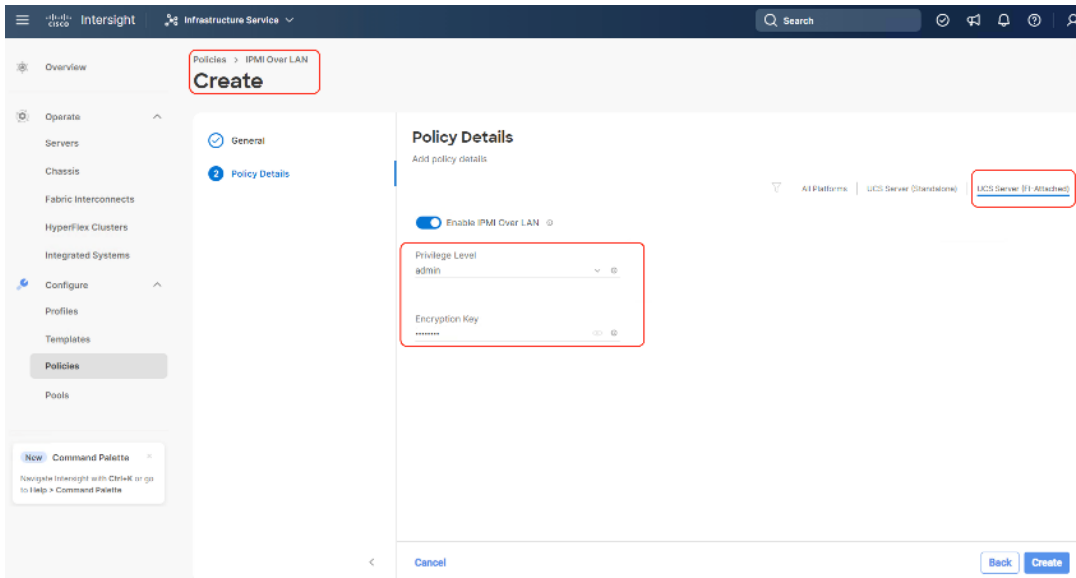 cisco Intersight
Infrastructure Service
Search
Overview
Operate
Servers
Chassis
Fabric Interconnects
HyperFlex Clusters
Integrated Systems
Configure
Profiles
Templates
Policies
Pools
New Command Palette
Navigate Intersight with Ctrl+K or go
to Help > Command Palette
Policies > IPMI Over LAN
Create
General
2 Policy Details
Policy Details
Add policy details
All Platforms | UCS Server (Standalone) | UCS Server (FI-Attached)
Enable IPMI Over LAN
Privilege Level
admin
Encryption Key
········
Cancel
Back
Create